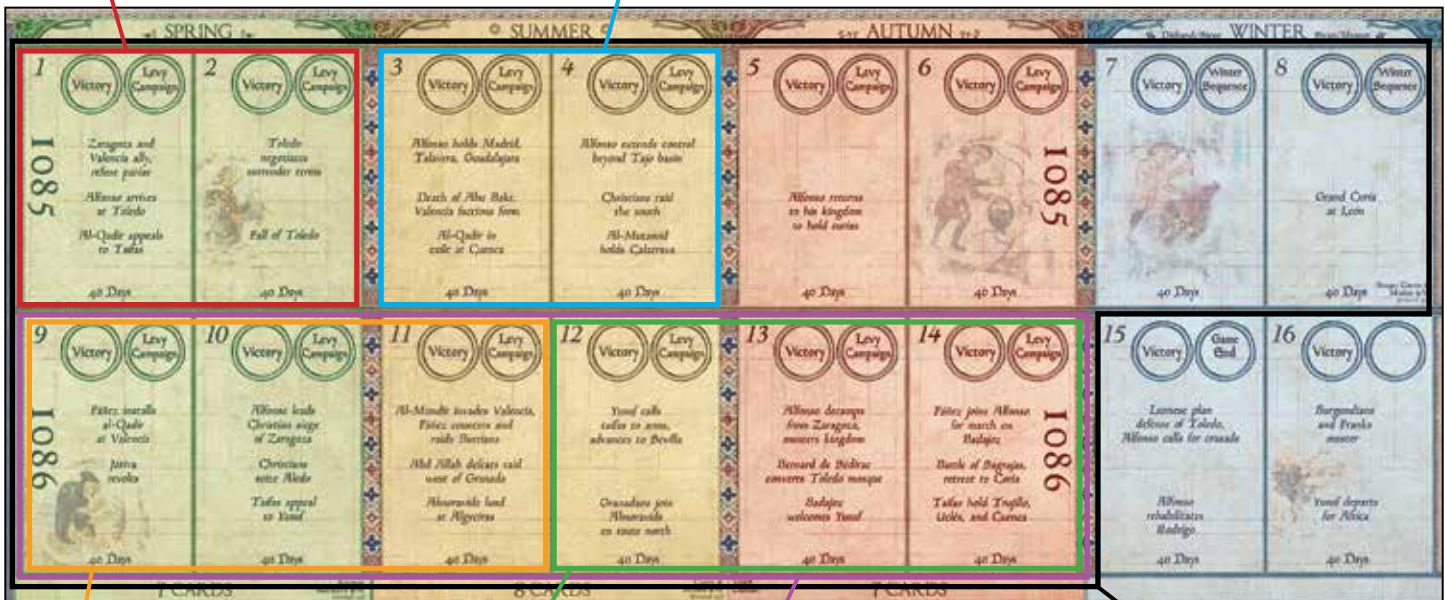 SPRING
SUMMER
AUTUMN
WINTER
1
Victory
Levy
Campaign
1085
Zaragoza and
Valencia ally,
refuse parias
Alfonso arrives
at Toledo
Al-Qadir appeals
to Taifas
40 Days
2
Victory
Levy
Campaign
Toledo
negotiates
surrender terms
Fall of Toledo
40 Days
3
Victory
Levy
Campaign
Alfonso holds Madrid,
Talavera, Guadalajara
Death of Abu Bakr,
Valencia factions form
Al-Qadir in
exile at Cuenca
40 Days
4
Victory
Levy
Campaign
Alfonso extends control
beyond Tajo basin
Christians raid
the south
Al-Mutamid
holds Calatrava
40 Days
5
Victory
Levy
Campaign
Alfonso returns
to his kingdom
to hold curias
40 Days
6
Victory
Levy
Campaign
1085
40 Days
7
Victory
Winter
Sequence
40 Days
8
Victory
Winter
Sequence
Grand Curia
at León
40 Days
9
Victory
Levy
Campaign
1086
Fáñez installs
al-Qadir
at Valencia
Játiva
revolts
40 Days
10
Victory
Levy
Campaign
Alfonso leads
Christian siege
of Zaragoza
Christians
seize Aledo
Taifas appeal
to Yusuf
40 Days
11
Victory
Levy
Campaign
Al-Mundir invades Valencia,
Fáñez counters and
raids Burriana
Abd Allah defeats raid
west of Granada
Almoravids land
at Algeciras
40 Days
12
Victory
Levy
Campaign
Yusuf calls
taifas to arms,
advances to Sevilla
Granadans join
Almoravids
en route north
40 Days
13
Victory
Levy
Campaign
Alfonso decamps
from Zaragoza,
musters kingdom
Bernard de Sédirac
converts Toledo mosque
Badajoz
welcomes Yusuf
40 Days
14
Victory
Levy
Campaign
1086
Fáñez joins Alfonso
for march on
Badajoz
Battle of Sagrajas,
retreat to Coria
Taifas hold Trujillo,
Uclés, and Cuenca
40 Days
15
Victory
Game
End
Leonese plan
defense of Toledo,
Alfonso calls for crusade
Alfonso
rehabilitates
Rodrigo
40 Days
16
Victory
Burgundians
and Franks
muster
Yusuf departs
for Africa
40 Days
7 CARDS
8 CARDS
7 CARDS